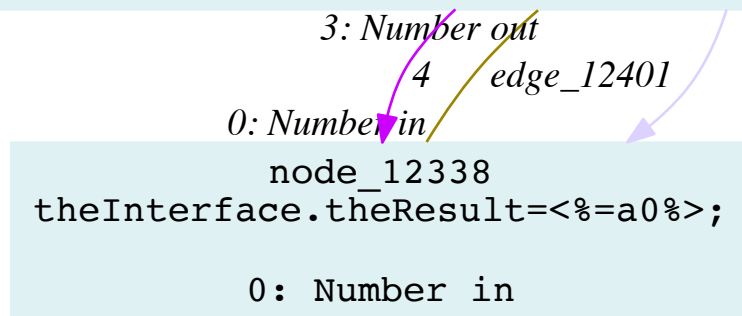 3: Number out
4 edge_12401
0: Number in
node_12338
theInterface.theResult=<%=a0%>;
0: Number in